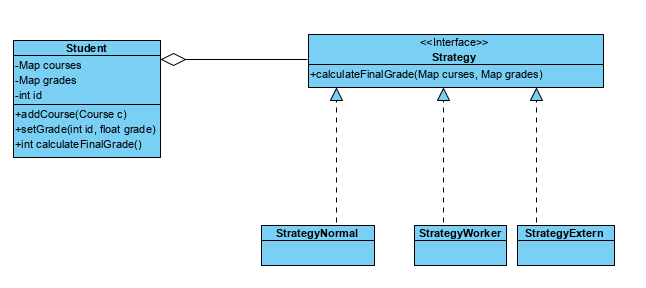 Student
-Map courses
-Map grades
-int id
+addCourse(Course c)
+setGrade(int id, float grade)
+int calculateFinalGrade()
<<Interface>>
Strategy
+calculateFinalGrade(Map curses, Map grades)
StrategyNormal
StrategyWorker
StrategyExtern